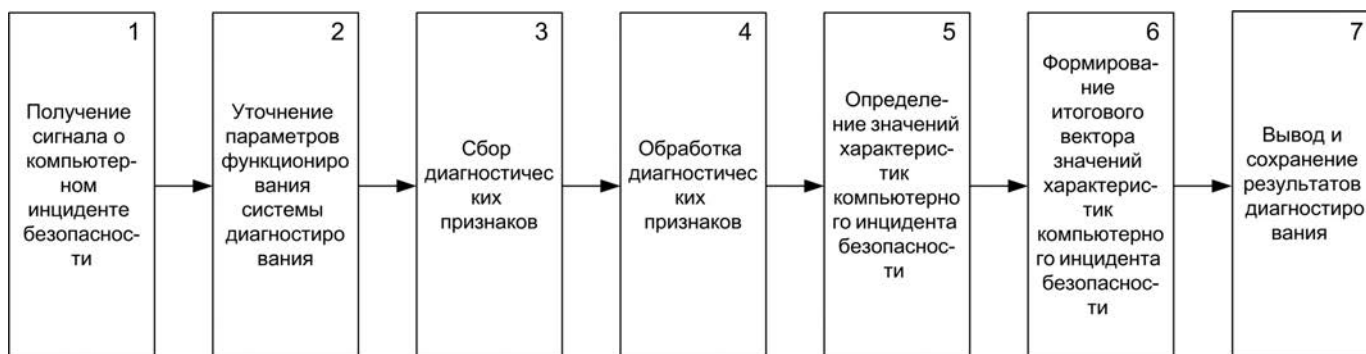 1
Получение
сигнала о
компьютер-
ном
инциденте
безопаснос-
ти
2
Уточнение
параметров
функциониро
вания
системы
диагностиро
вания
3
Сбор
диагностичес
ких
признаков
4
Обработка
диагностичес
ких
признаков
5
Определе-
ние значений
характерис-
тик
компьютерно
го инцидента
безопаснос-
ти
6
Формирова-
ние
итогового
вектора
значений
характерис-
тик
компьютерно
го инцидента
безопаснос-
ти
7
Вывод и
сохранение
результатов
диагностиро
вания